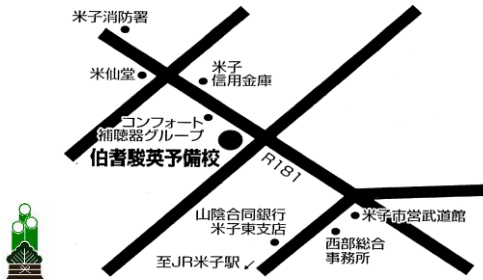 米子消防署
米仙堂
米子
信用金庫
コンフォート
補聴器グループ
伯耆駿英予備校
R181
山陰合同銀行
米子東支店
米子市営武道館
西部総合
事務所
至JR米子駅↙